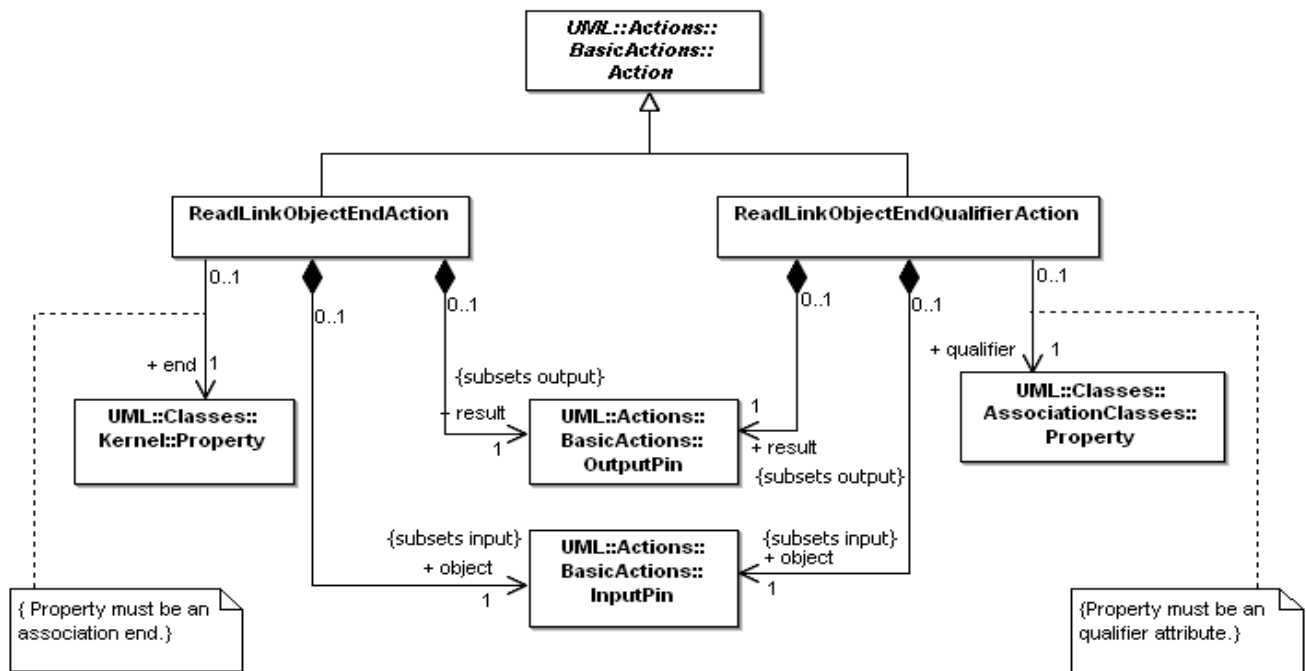 UML::Actions::
BasicActions::
Action
ReadLinkObjectEndAction
ReadLinkObjectEndQualifierAction
0..1
0..1
0..1
0..1
0..1
0..1
+ end
1
{subsets output}
+ result
1
1
+ result
{subsets output}
+ qualifier
1
UML::Classes::
Kernel::Property
UML::Actions::
BasicActions::
OutputPin
UML::Classes::
AssociationClasses::
Property
{subsets input}
+ object
1
{subsets input}
+ object
1
UML::Actions::
BasicActions::
InputPin
{ Property must be an
association end.}
{Property must be an
qualifier attribute.}